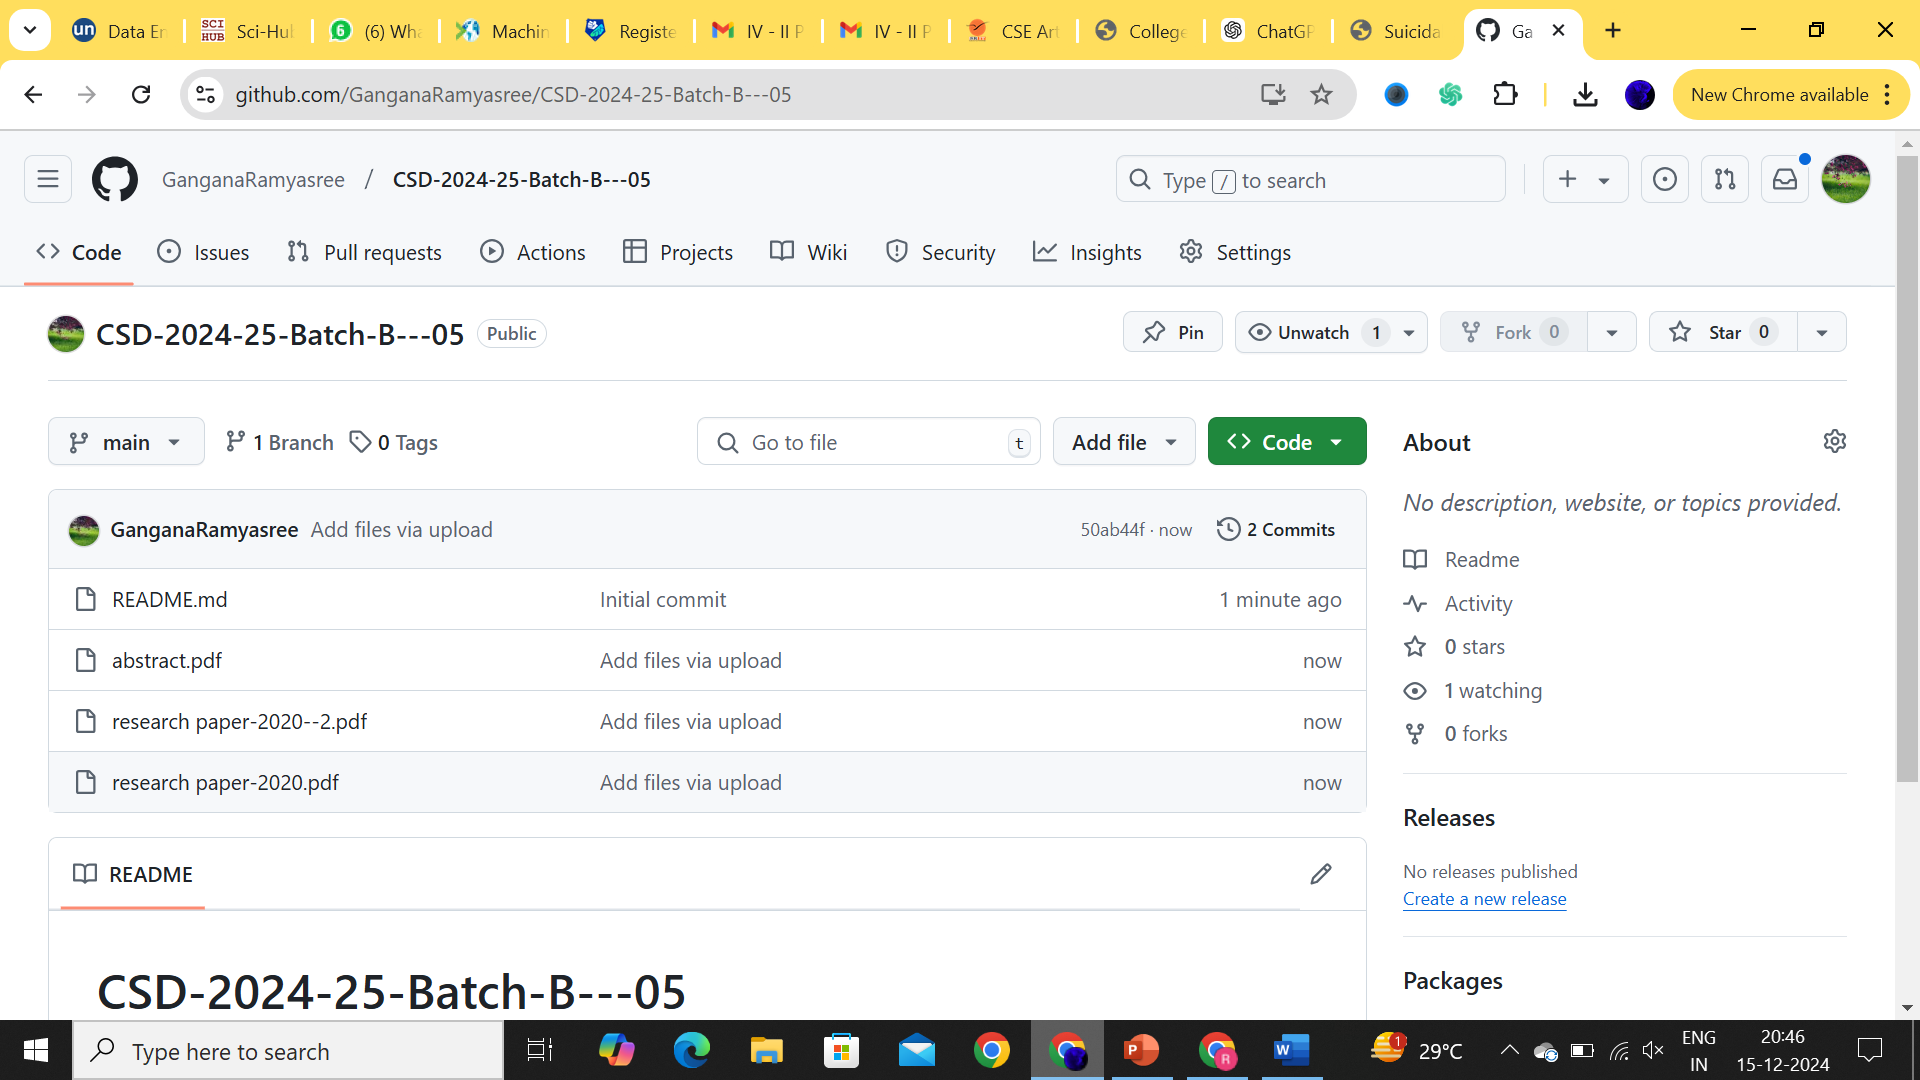 Data En
SCI HUB Sci-Hul
6 (6) Wha
Machin
Registe
IV - II P
IV - II P
CSE Art
College
ChatGP
Suicida
Ga
github.com/GanganaRamyasree/CSD-2024-25-Batch-B---05
New Chrome available
GanganaRamyasree / CSD-2024-25-Batch-B---05
Type / to search
Code
Issues
Pull requests
Actions
Projects
Wiki
Security
Insights
Settings
CSD-2024-25-Batch-B---05 Public
Pin
Unwatch 1
Fork 0
Star 0
main
1 Branch
0 Tags
Go to file t
Add file
Code
GanganaRamyasree Add files via upload 50ab44f · now 2 Commits
README.md Initial commit 1 minute ago
abstract.pdf Add files via upload now
research paper-2020--2.pdf Add files via upload now
research paper-2020.pdf Add files via upload now
README
CSD-2024-25-Batch-B---05
About
No description, website, or topics provided.
Readme
Activity
0 stars
1 watching
0 forks
Releases
No releases published
Create a new release
Packages
Type here to search
1 29°C
ENG
IN
20:46
15-12-2024